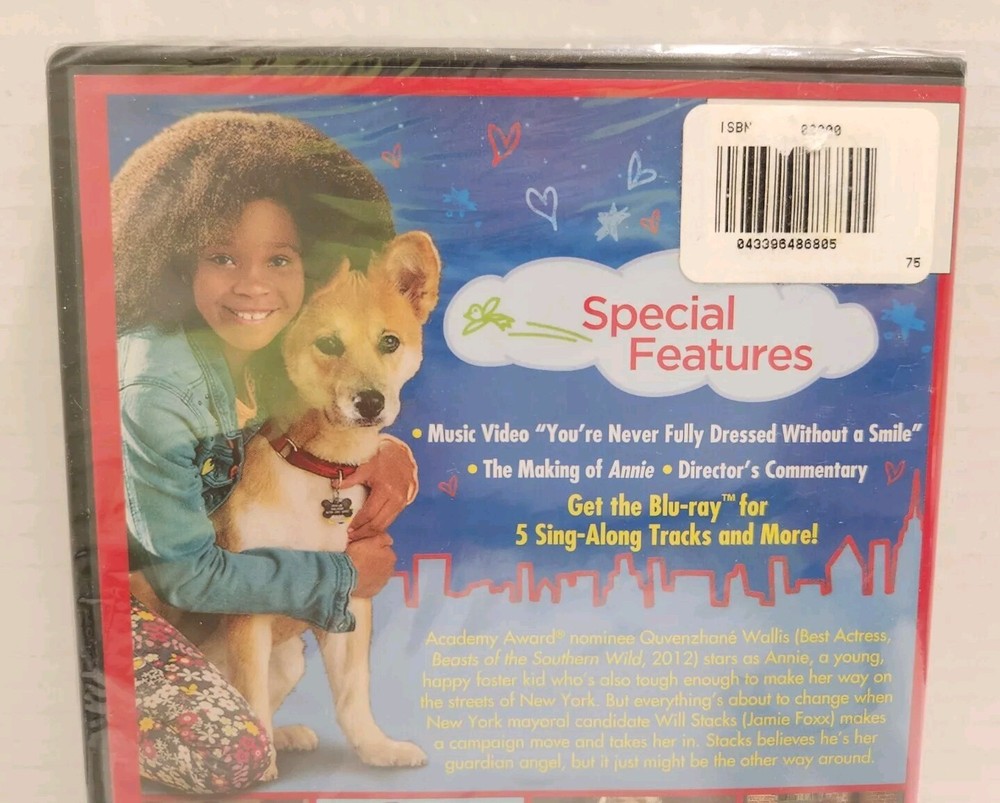 ISBN 02000
043396486805
75
Special
Features
• Music Video “You’re Never Fully Dressed Without a Smile”
• The Making of Annie • Director’s Commentary
Get the Blu-ray™ for
5 Sing-Along Tracks and More!
Academy Award® nominee Quvenzhané Wallis (Best Actress,
Beasts of the Southern Wild, 2012) stars as Annie, a young,
happy foster kid who’s also tough enough to make her way on
the streets of New York. But everything’s about to change when
New York mayoral candidate Will Stacks (Jamie Foxx) makes
a campaign move and takes her in. Stacks believes he’s her
guardian angel, but it just might be the other way around.